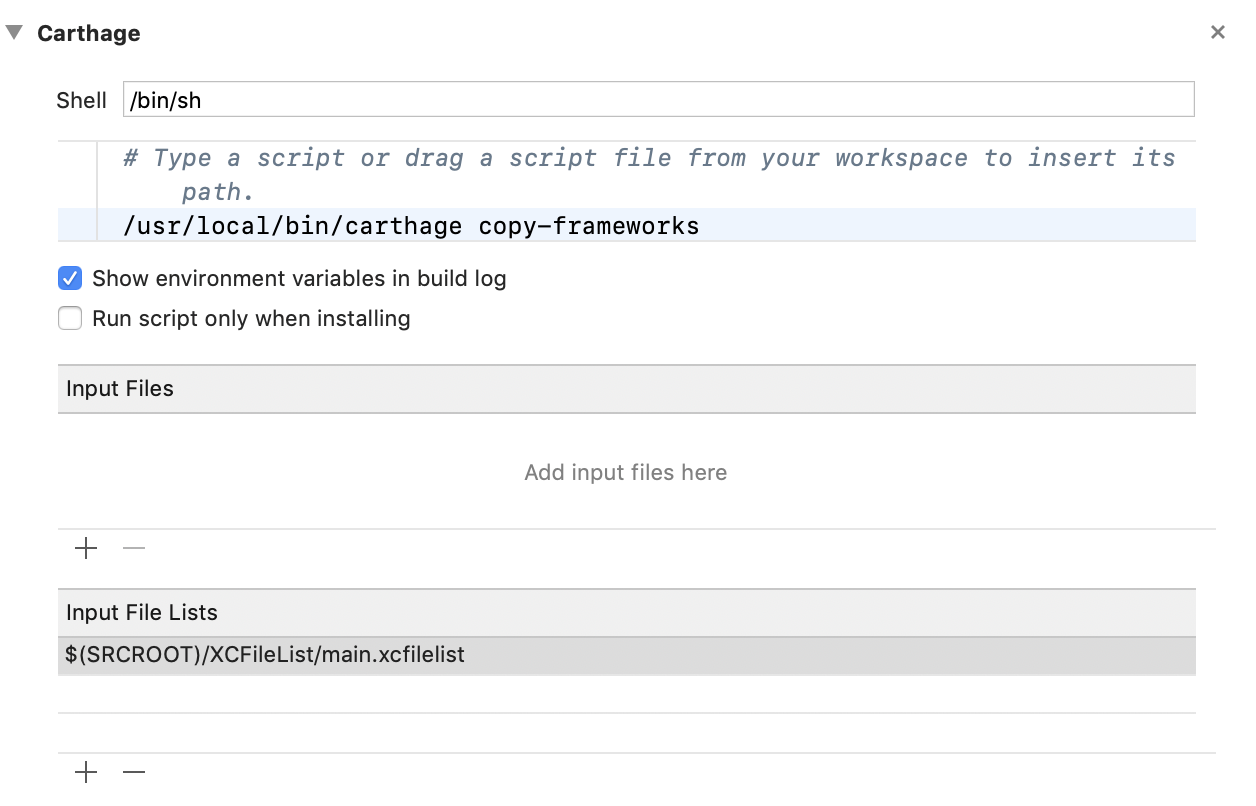 Carthage
Shell /bin/sh
# Type a script or drag a script file from your workspace to insert its
path.
/usr/local/bin/carthage copy-frameworks
Show environment variables in build log
Run script only when installing
Input Files
Add input files here
Input File Lists
$(SRCROOT)/XCFileList/main.xcfilelist